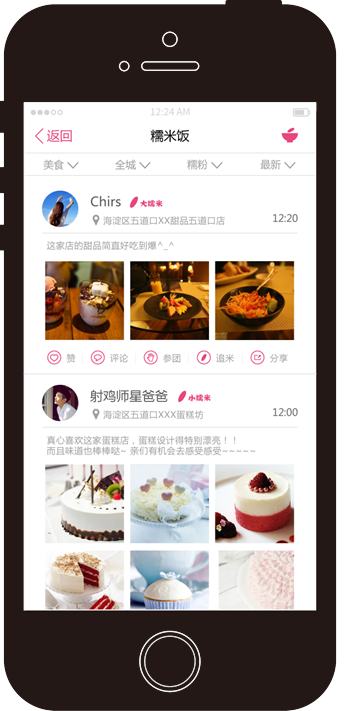 12:24 AM
返回 糯米饭
美食 全城 糯粉 最新
Chirs 大糯米
海淀区五道口XX甜品五道口店 12:20
这家店的甜品简直好吃到爆^_^
赞 评论 参团 追米 分享
射鸡师星爸爸 小糯米
海淀区五道口XXX蛋糕坊 12:00
真心喜欢这家蛋糕店，蛋糕设计得特别漂亮！！
而且味道也棒棒哒~ 亲们有机会去感受感受~~~~~